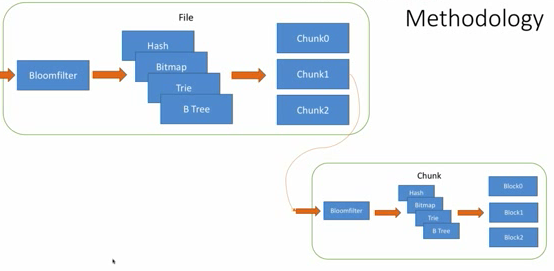 Methodology
File
Bloomfilter
Hash
Bitmap
Trie
B Tree
Chunk0
Chunk1
Chunk2
Chunk
Bloomfilter
Hash
Bitmap
Trie
B Tree
Block0
Block1
Block2